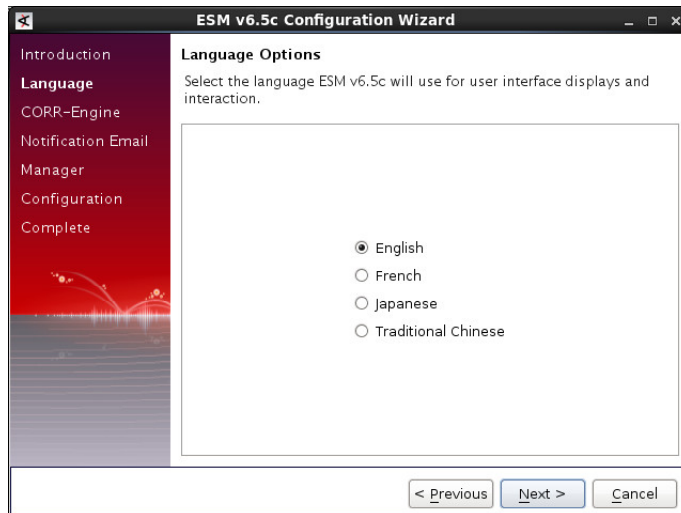 ESM v6.5c Configuration Wizard
Introduction
Language
CORR-Engine
Notification Email
Manager
Configuration
Complete
Language Options
Select the language ESM v6.5c will use for user interface displays and
interaction.
English
French
Japanese
Traditional Chinese
< Previous
Next >
Cancel